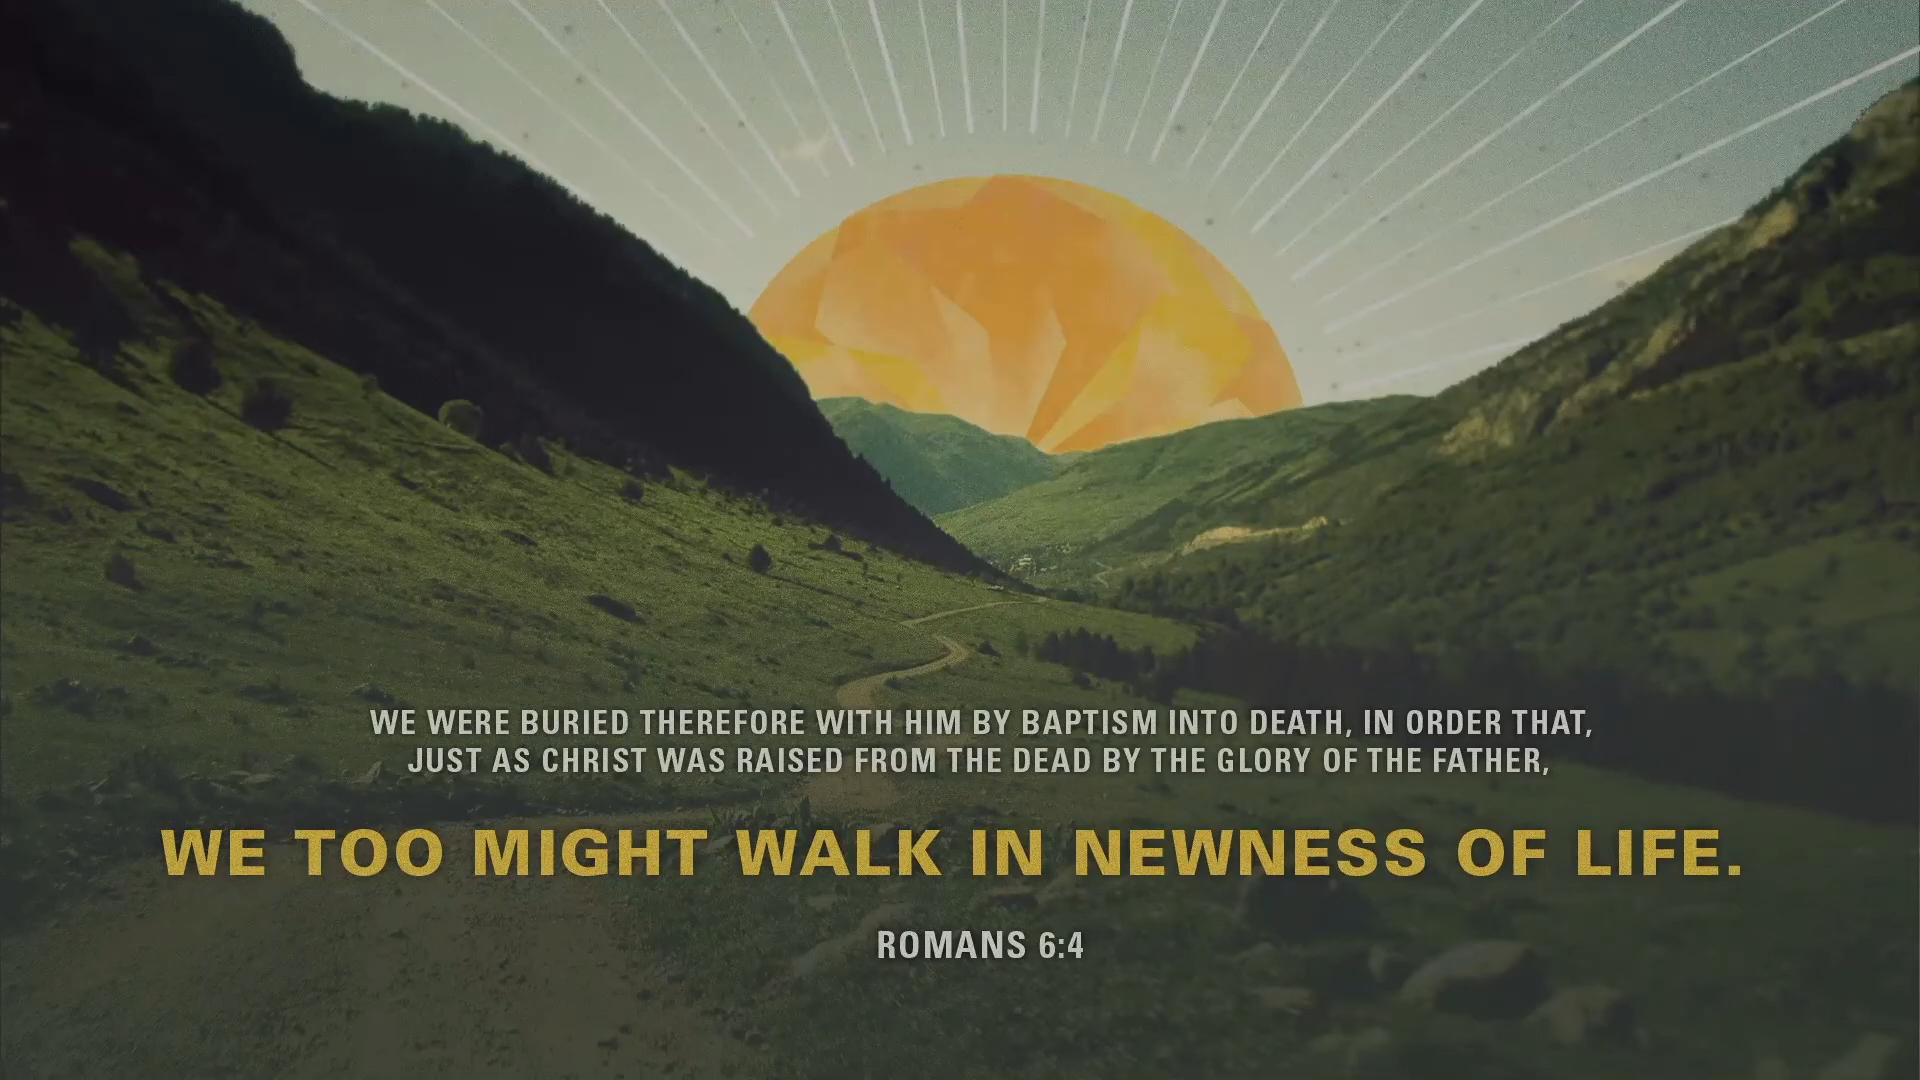 WE WERE BURIED THEREFORE WITH HIM BY BAPTISM INTO DEATH, IN ORDER THAT,
JUST AS CHRIST WAS RAISED FROM THE DEAD BY THE GLORY OF THE FATHER,
WE TOO MIGHT WALK IN NEWNESS OF LIFE.
ROMANS 6:4